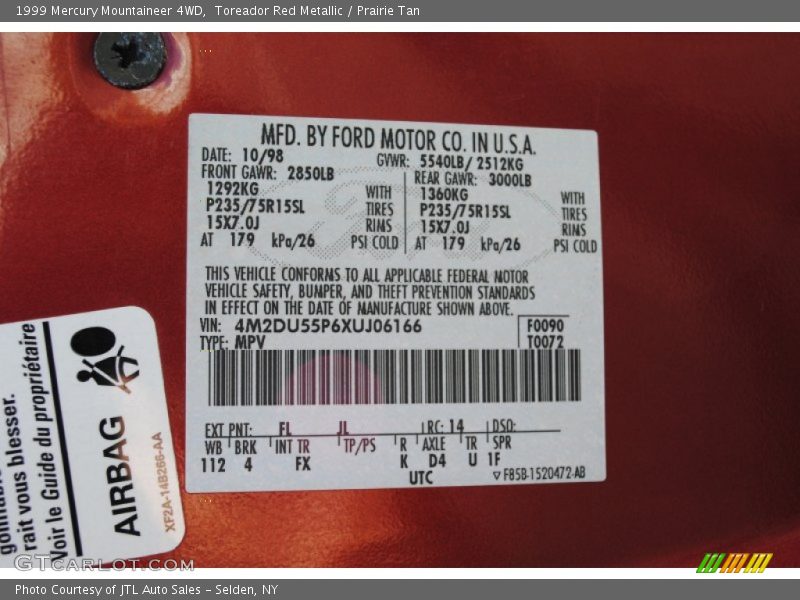 1999 Mercury Mountaineer 4WD, Toreador Red Metallic / Prairie Tan
MFD. BY FORD MOTOR CO. IN U.S.A.
DATE: 10/98 GVWR: 5540LB/ 2512KG
FRONT GAWR: 2850LB REAR GAWR: 3000LB
1292KG WITH 1360KG WITH
P235/75R15SL TIRES P235/75R15SL TIRES
15X7.0J RIMS 15X7.0J RIMS
AT 179 kPa/26 PSI COLD AT 179 kPa/26 PSI COLD
THIS VEHICLE CONFORMS TO ALL APPLICABLE FEDERAL MOTOR
VEHICLE SAFETY, BUMPER, AND THEFT PREVENTION STANDARDS
IN EFFECT ON THE DATE OF MANUFACTURE SHOWN ABOVE.
VIN: 4M2DU55P6XUJ06166 F0090
TYPE: MPV T0072
EXT PNT: FL JL RC: 14 DSO:
WB BRK INT TR TP/PS R AXLE TR SPR
112 4 FX K D4 U 1F
UTC ▽F85B-1520472-AB
rait vous blesser.
Voir le Guide du propriétaire
AIRBAG
XF2A-14B266-AA
GTCarLot.com
Photo Courtesy of JTL Auto Sales - Selden, NY